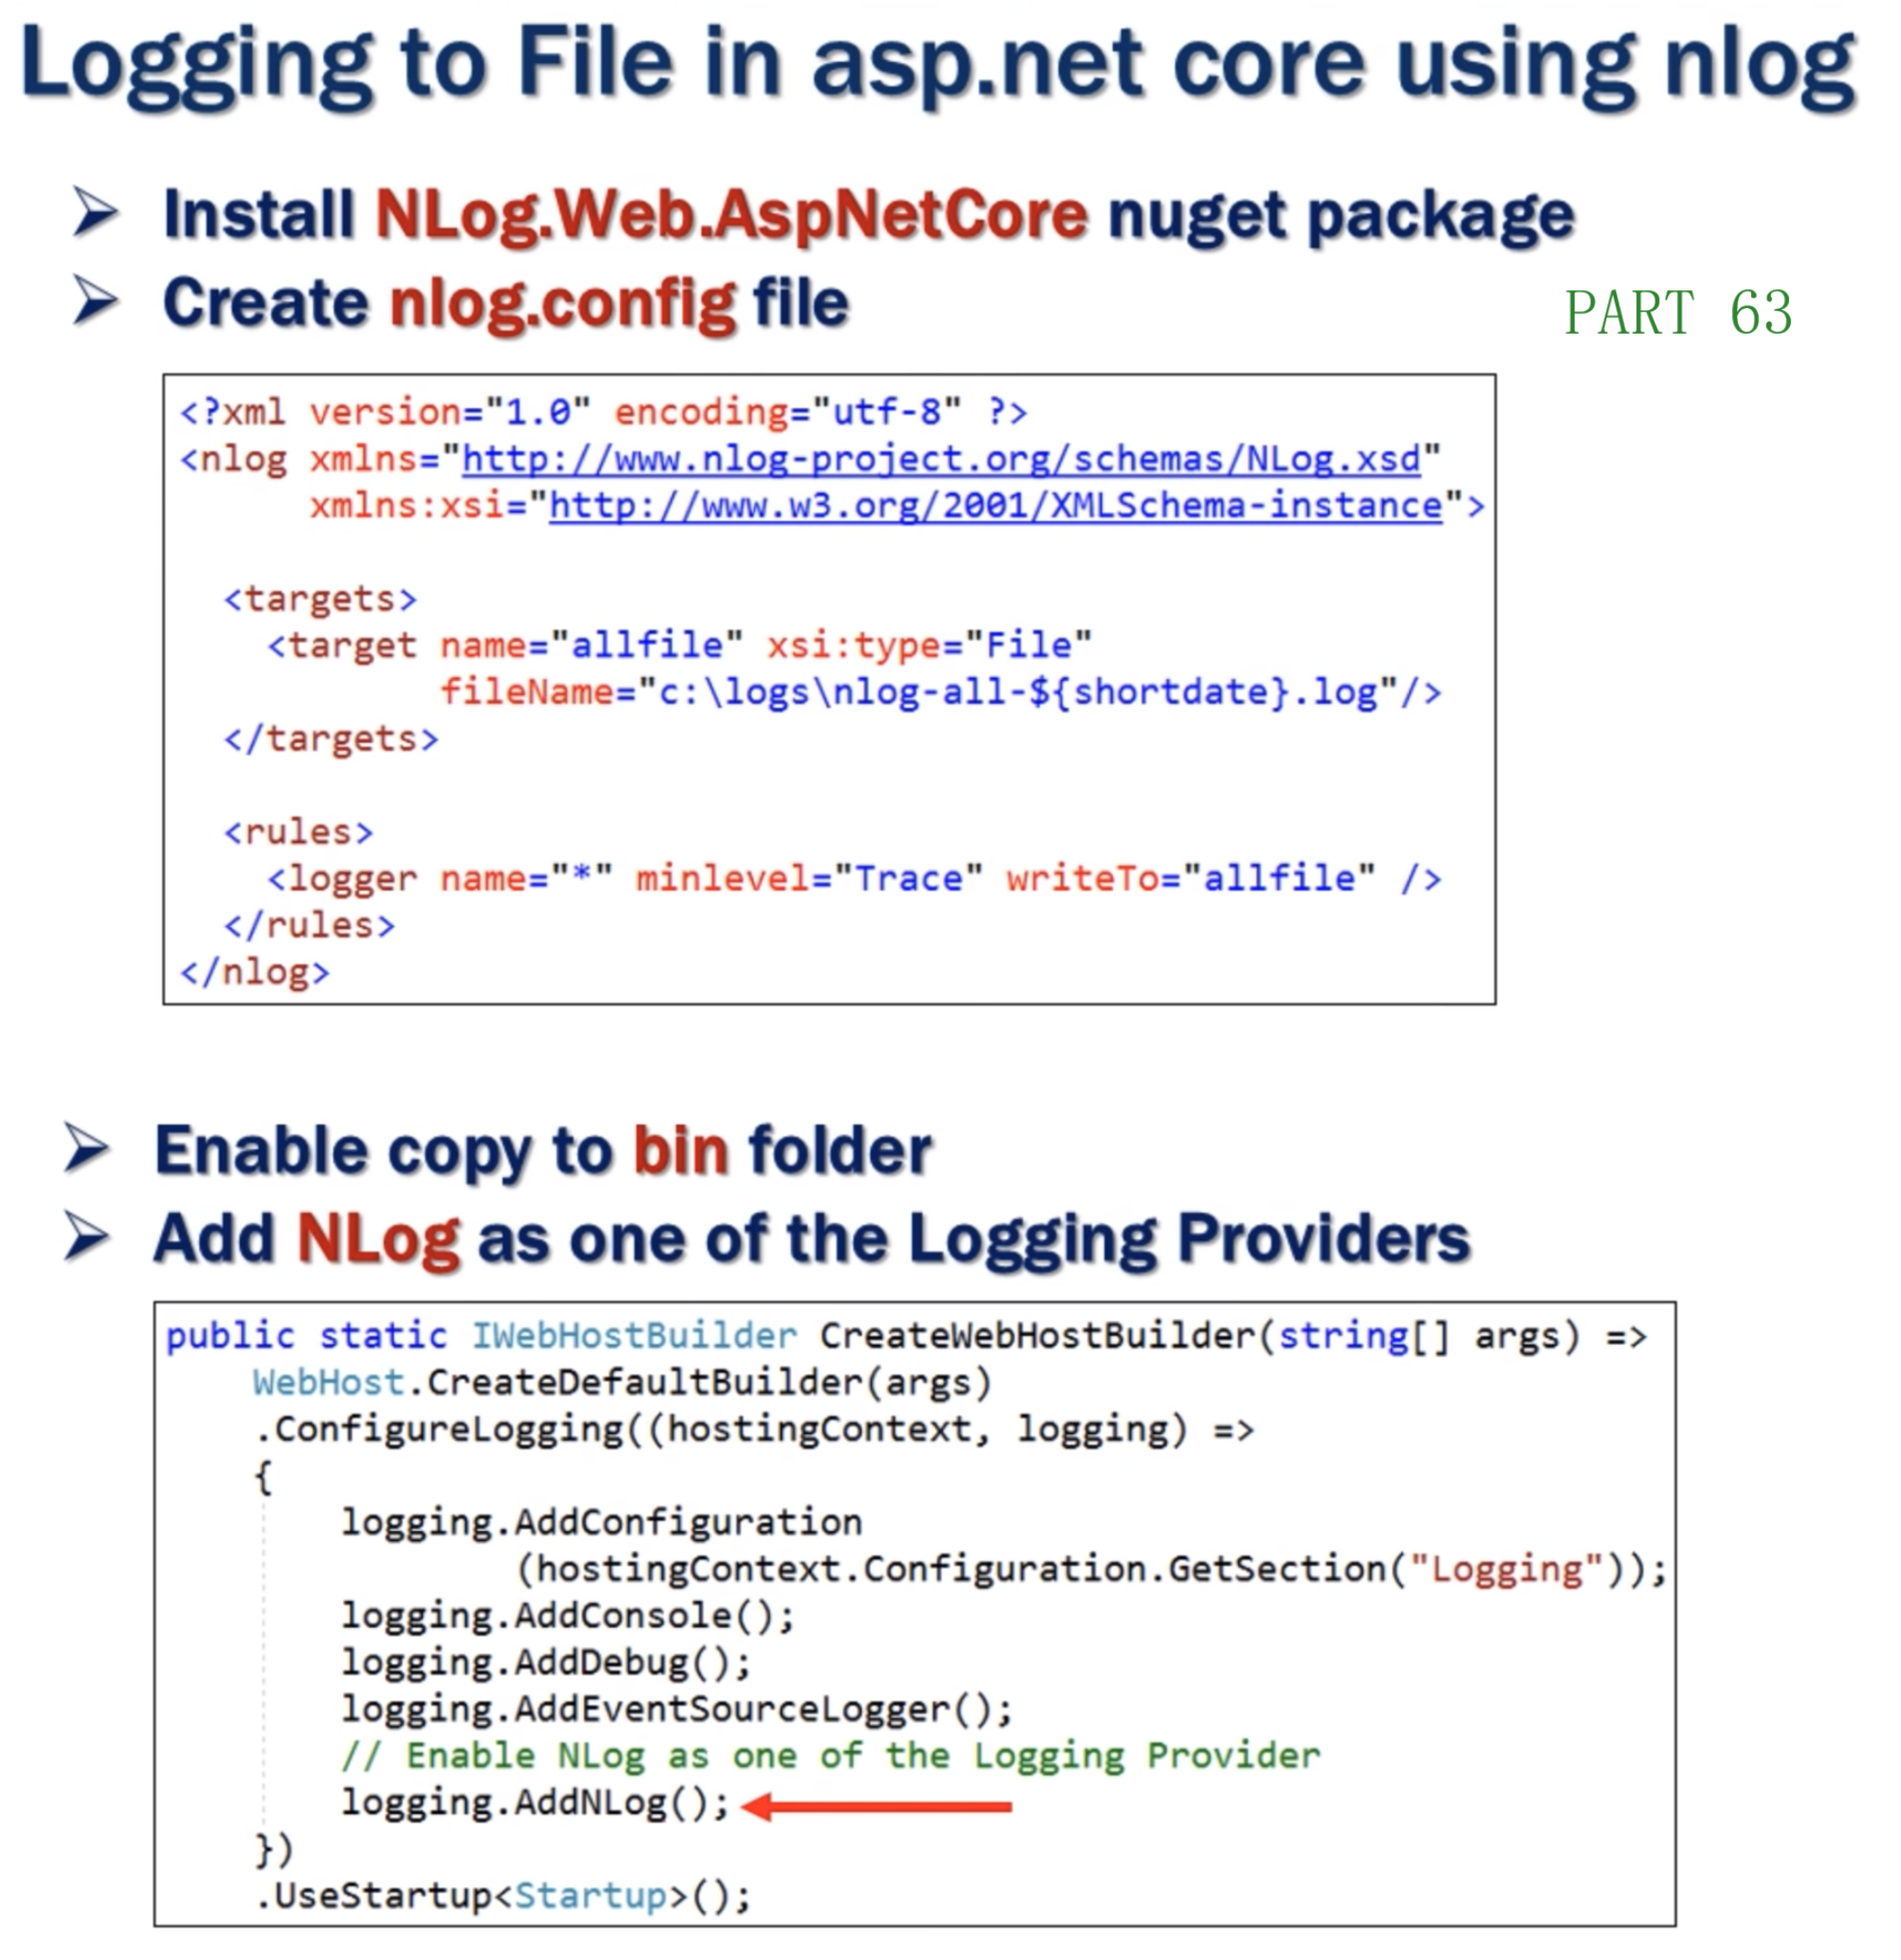 Logging to File in asp.net core using nlog
➢ Install NLog.Web.AspNetCore nuget package
➢ Create nlog.config file
PART 63
<?xml version="1.0" encoding="utf-8" ?>
<nlog xmlns="http://www.nlog-project.org/schemas/NLog.xsd"
      xmlns:xsi="http://www.w3.org/2001/XMLSchema-instance">
  <targets>
    <target name="allfile" xsi:type="File"
            fileName="c:\logs\nlog-all-${shortdate}.log"/>
  </targets>
  <rules>
    <logger name="*" minlevel="Trace" writeTo="allfile" />
  </rules>
</nlog>
➢ Enable copy to bin folder
➢ Add NLog as one of the Logging Providers
public static IWebHostBuilder CreateWebHostBuilder(string[] args) =>
    WebHost.CreateDefaultBuilder(args)
    .ConfigureLogging((hostingContext, logging) =>
    {
        logging.AddConfiguration
                (hostingContext.Configuration.GetSection("Logging"));
        logging.AddConsole();
        logging.AddDebug();
        logging.AddEventSourceLogger();
        // Enable NLog as one of the Logging Provider
        logging.AddNLog();
    })
    .UseStartup<Startup>();